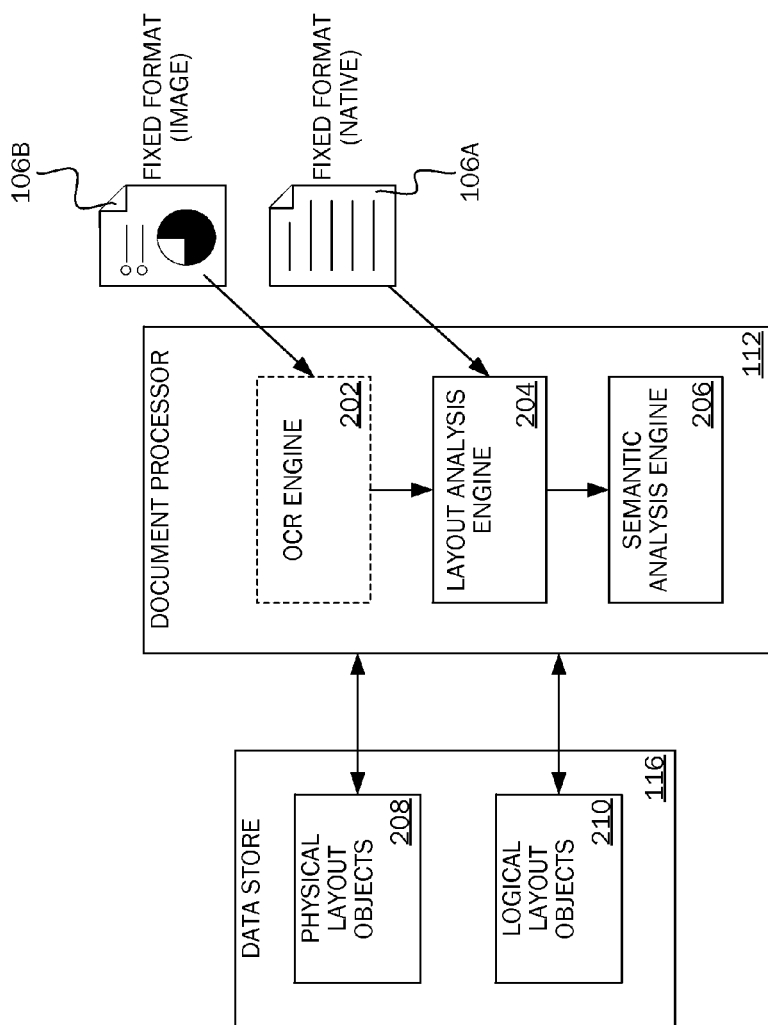 106B
FIXED FORMAT
(IMAGE)
FIXED FORMAT
(NATIVE)
106A
DOCUMENT PROCESSOR
112
OCR ENGINE
202
LAYOUT ANALYSIS
ENGINE
204
SEMANTIC
ANALYSIS ENGINE
206
DATA STORE
116
PHYSICAL
LAYOUT
OBJECTS
208
LOGICAL
LAYOUT
OBJECTS
210